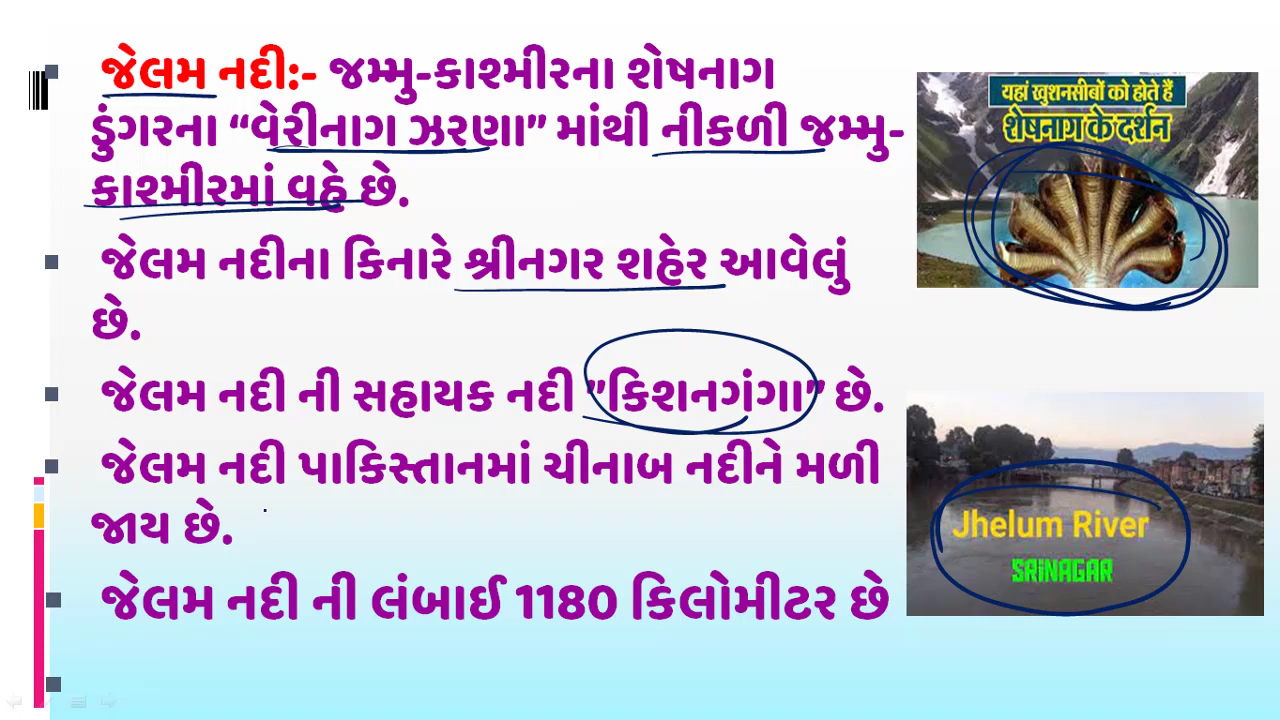 જેલમ નદી:- જમ્મુ-કાશ્મીરના શેષનાગ
ડુંગરના “વેરીનાગ ઝરણા” માંથી નીકળી જમ્મુ-
કાશ્મીરમાં વહે છે.
જેલમ નદીના કિનારે શ્રીનગર શહેર આવેલું
છે.
જેલમ નદી ની સહાયક નદી "કિશનગંગા" છે.
જેલમ નદી પાકિસ્તાનમાં ચીનાબ નદીને મળી
જાય છે.
જેલમ નદી ની લંબાઈ 1180 કિલોમીટર છે
यहां खुशनसीबों को होते हैं
शेषनाग के दर्शन
Jhelum River
SRINAGAR